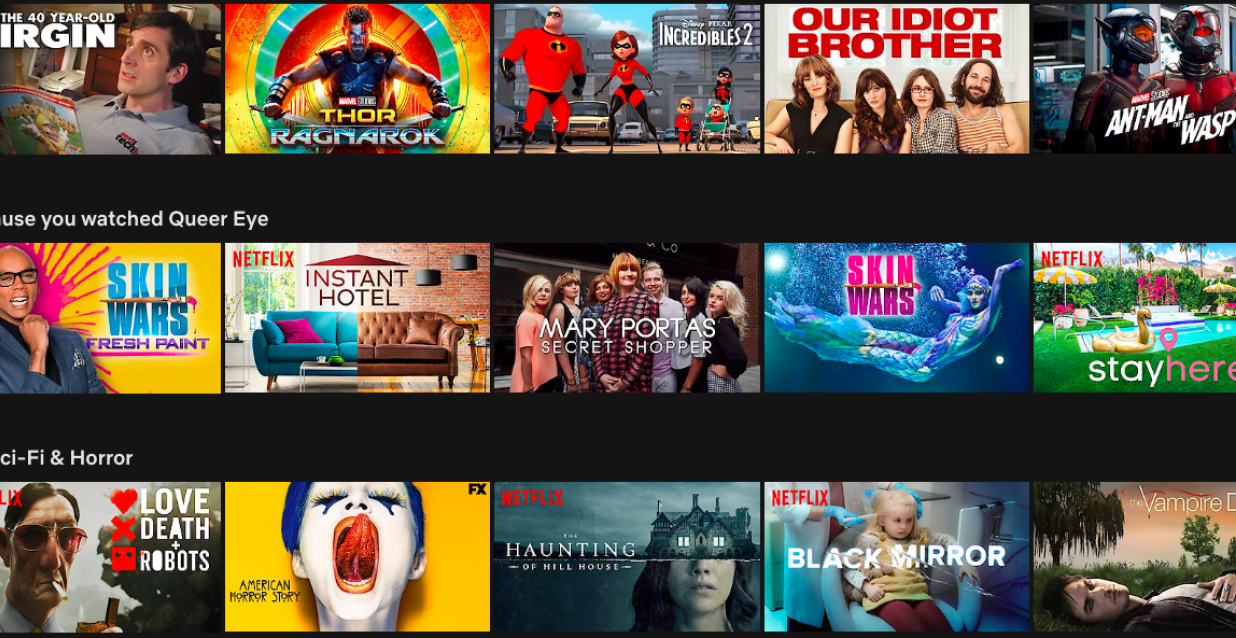 THE 40 YEAR-OLD
IRGIN
MARVEL STUDIOS
THOR
RAGNAROK
Disney PIXAR
INCREDIBLES 2
OUR IDIOT
BROTHER
MARVEL STUDIOS
ANT-MAN
AND THE
WASP
ause you watched Queer Eye
SKIN
WARS
FRESH PAINT
NETFLIX
INSTANT
HOTEL
& Co
MARY PORTAS
SECRET SHOPPER
SKIN
WARS
NETFLIX
stayhere
ci-Fi & Horror
LIX
LOVE
DEATH
+
ROBOTS
FX
AMERICAN
HORROR STORY
NETFLIX
THE
HAUNTING
OF HILL HOUSE
NETFLIX
BLACK MIRROR
the Vampire D